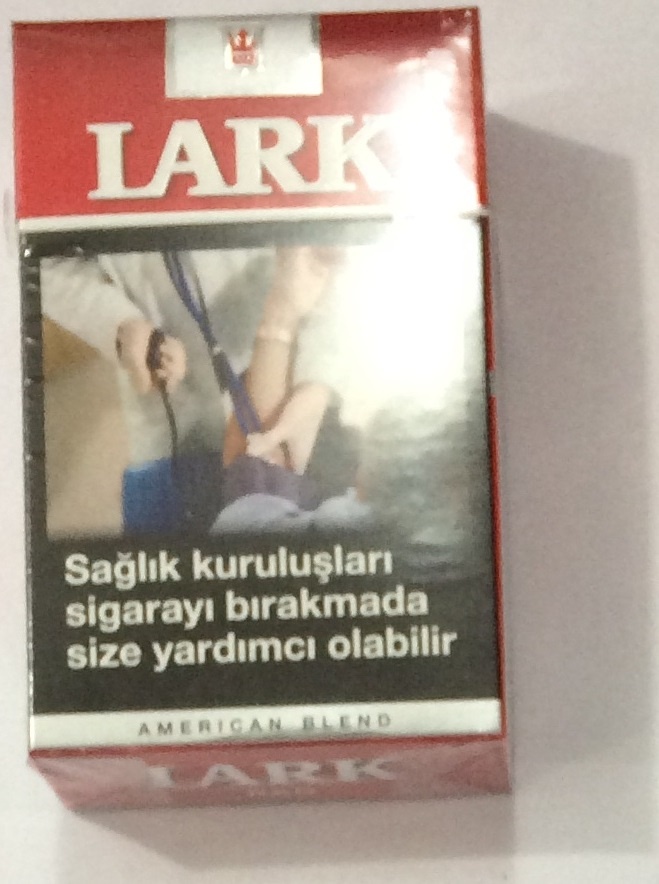 LARK
Sağlık kuruluşları
sigarayı bırakmada
size yardımcı olabilir
AMERICAN BLEND
LARK